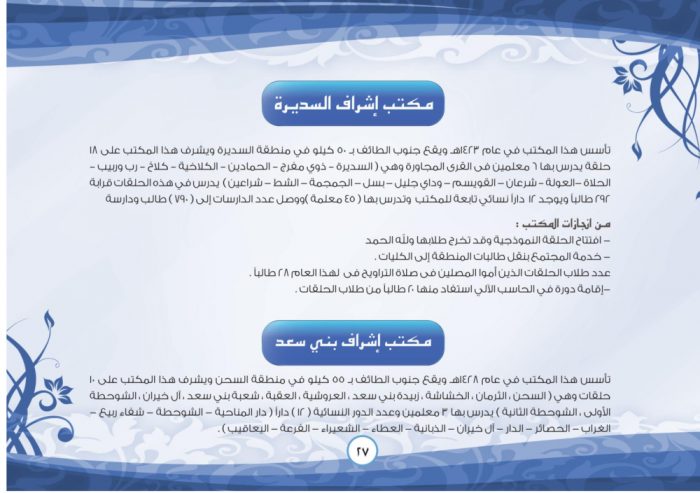 مكتب إشراف السديرة
تأسس هذا المكتب في عام ١٤٢٣هـ ويقع جنوب الطائف بـ ٥٠ كيلو في منطقة السديرة ويشرف هذا المكتب على ١٨
حلقة يدرس بها ٦ معلمين في القرى المجاورة وهي ( السديرة – ذوي مفرج – الحمادين – الكلاخية – كلاخ – رب وربيب –
الحلاة –العولة – شرعان – القويسم – وداي جليل – بسل – الجمجمة – الشط – شراعين ) يدرس في هذه الحلقات قرابة
٢٩٢ طالباً ويوجد ١٢ داراً نسائي تابعة للمكتب وتدرس بها ( ٤٥ معلمة )ووصل عدد الدارسات إلى ( ٧٩٠ ) طالب ودارسة
من انجازات المكتب :
– افتتاح الحلقة النموذجية وقد تخرج طلابها ولله الحمد
– خدمة المجتمع بنقل طالبات المنطقة إلى الكليات .
عدد طلاب الحلقات الذين أموا المصلين في صلاة التراويح في لهذا العام ٢٨ طالباً .
–إقامة دورة في الحاسب الآلي استفاد منها ٢٠ طالباً من طلاب الحلقات .
مكتب إشراف بني سعد
تأسس هذا المكتب في عام ١٤٢٨هـ ويقع جنوب الطائف بـ ٥٥ كيلو في منطقة السحن ويشرف هذا المكتب على ١٠
حلقات وهي ( السحن ، الثرمان ، الخشاشة ، زبيدة بني سعد ، العروشية ، العقبة ، شعبة بني سعد ، آل خيران ، الشوحطة
الأولى ، الشوحطة الثانية ) يدرس بها ٣ معلمين وعدد الدور النسائية ( ١٢ ) داراً ( دار المناحية – الشوحطة – شفاء ربيع –
الغراب – الحصائر – الدار – آل خيران – الذبانية – العطاء – الشعيراء – القرعة – اليعاقيب ) .
٢٧